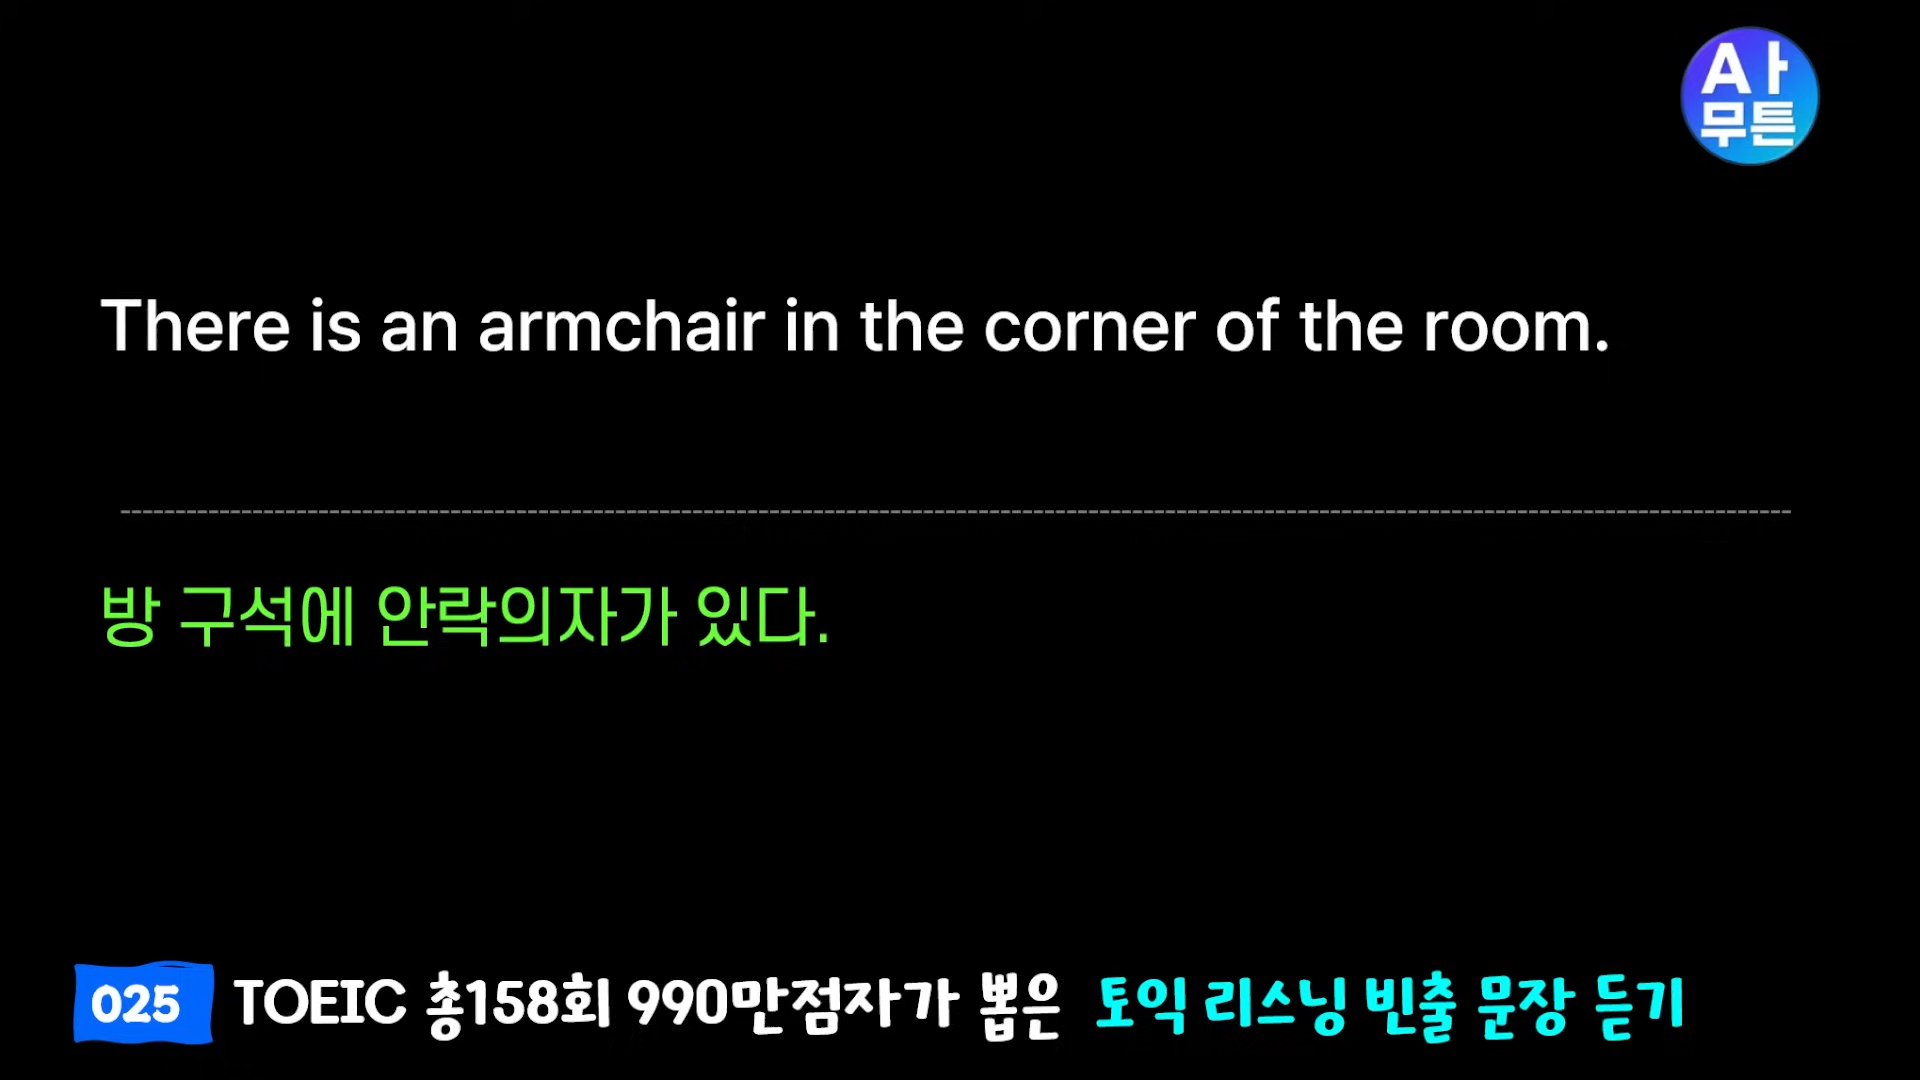 A사
무튼
There is an armchair in the corner of the room.
방 구석에 안락의자가 있다.
025 TOEIC 총158회 990만점자가 뽑은 토익 리스닝 빈출 문장 듣기